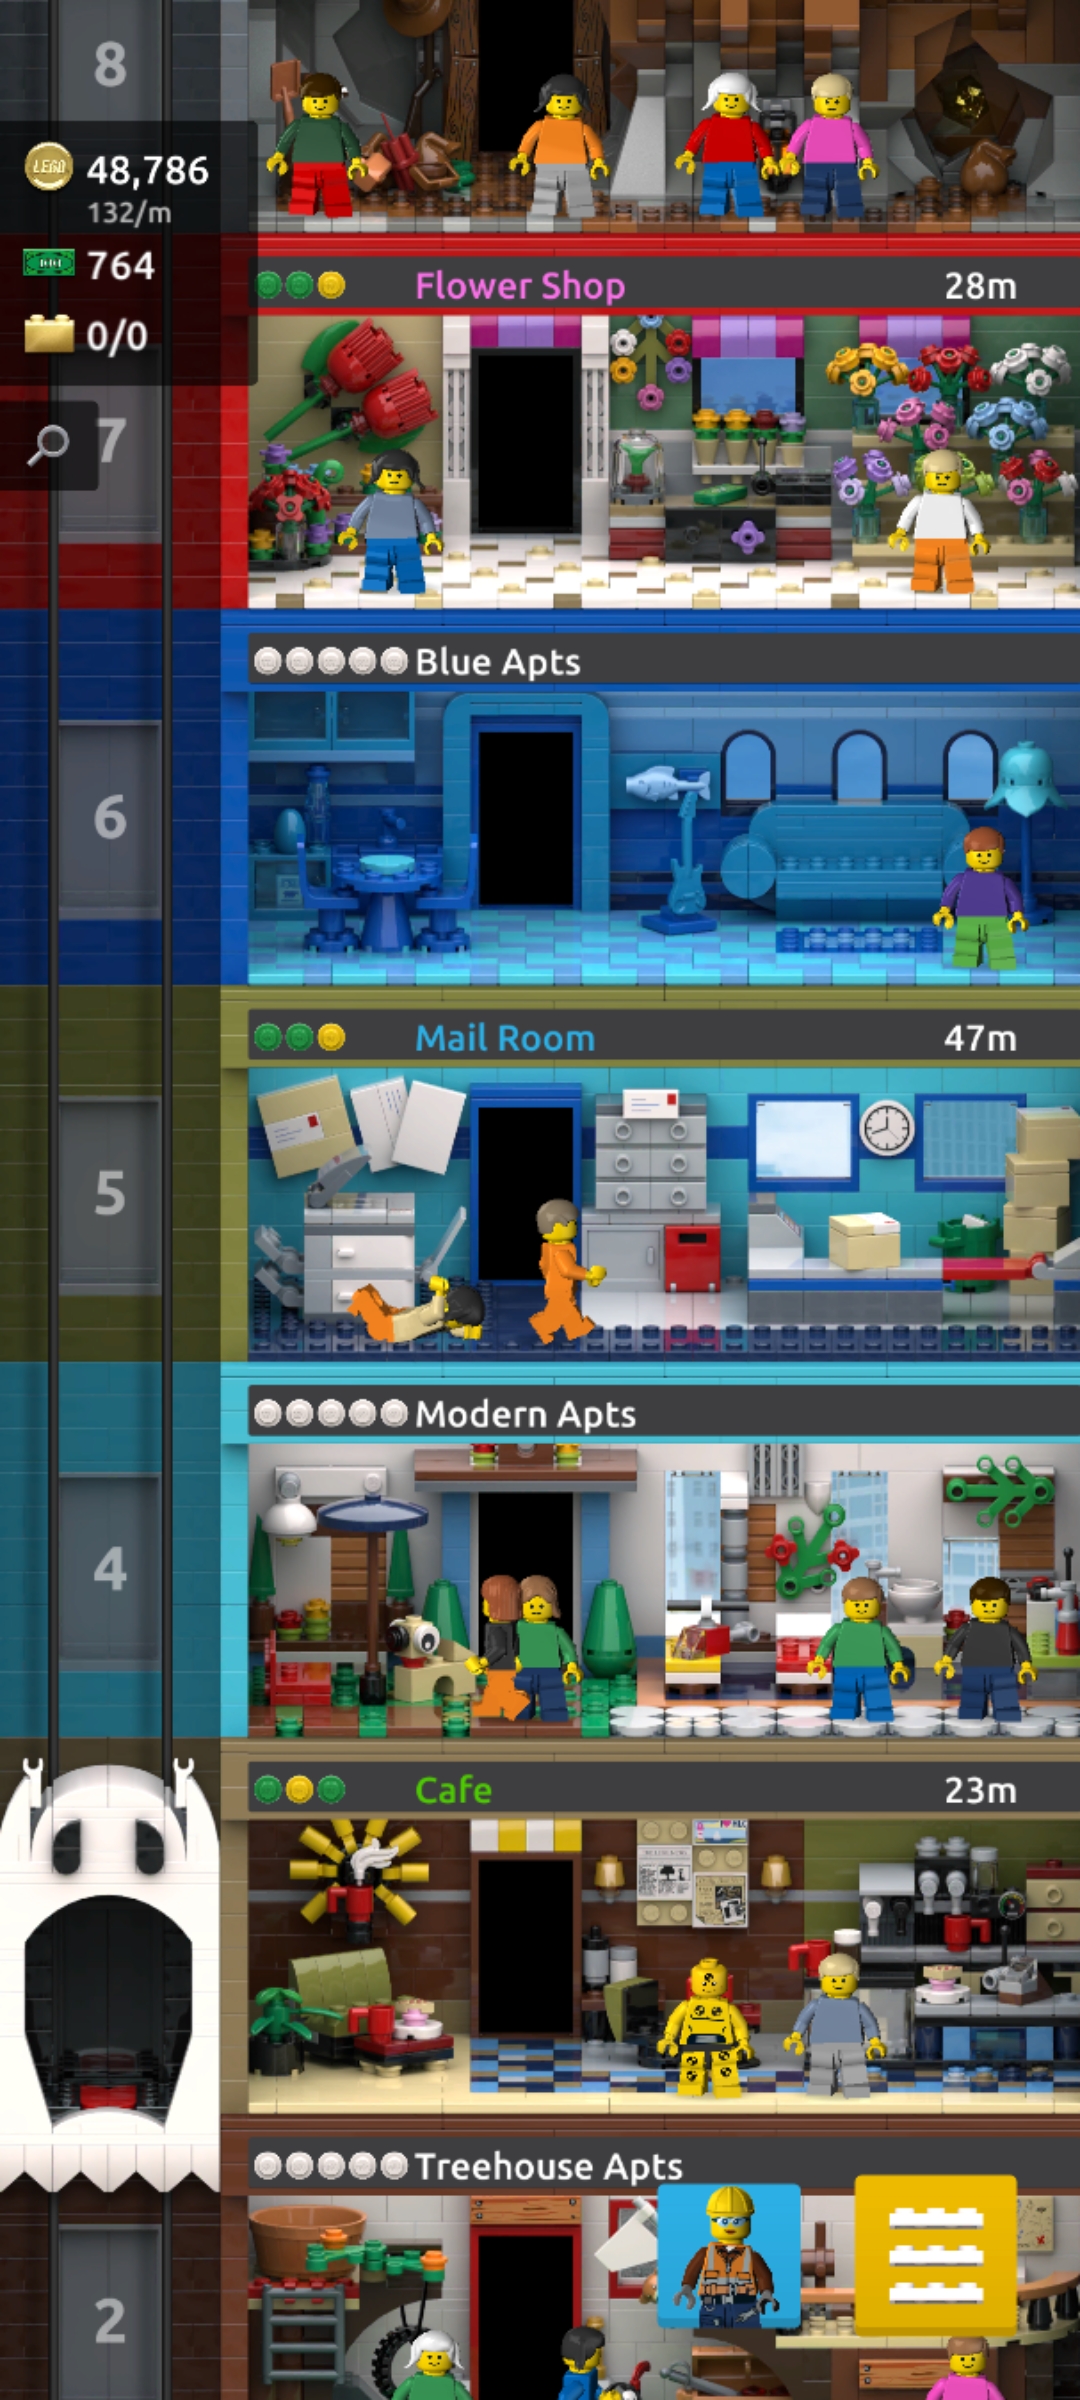 8
LEGO 48,786
132/m
764
0/0
Flower Shop 28m
7
Blue Apts
6
Mail Room 47m
5
Modern Apts
4
Cafe 23m
Treehouse Apts
2